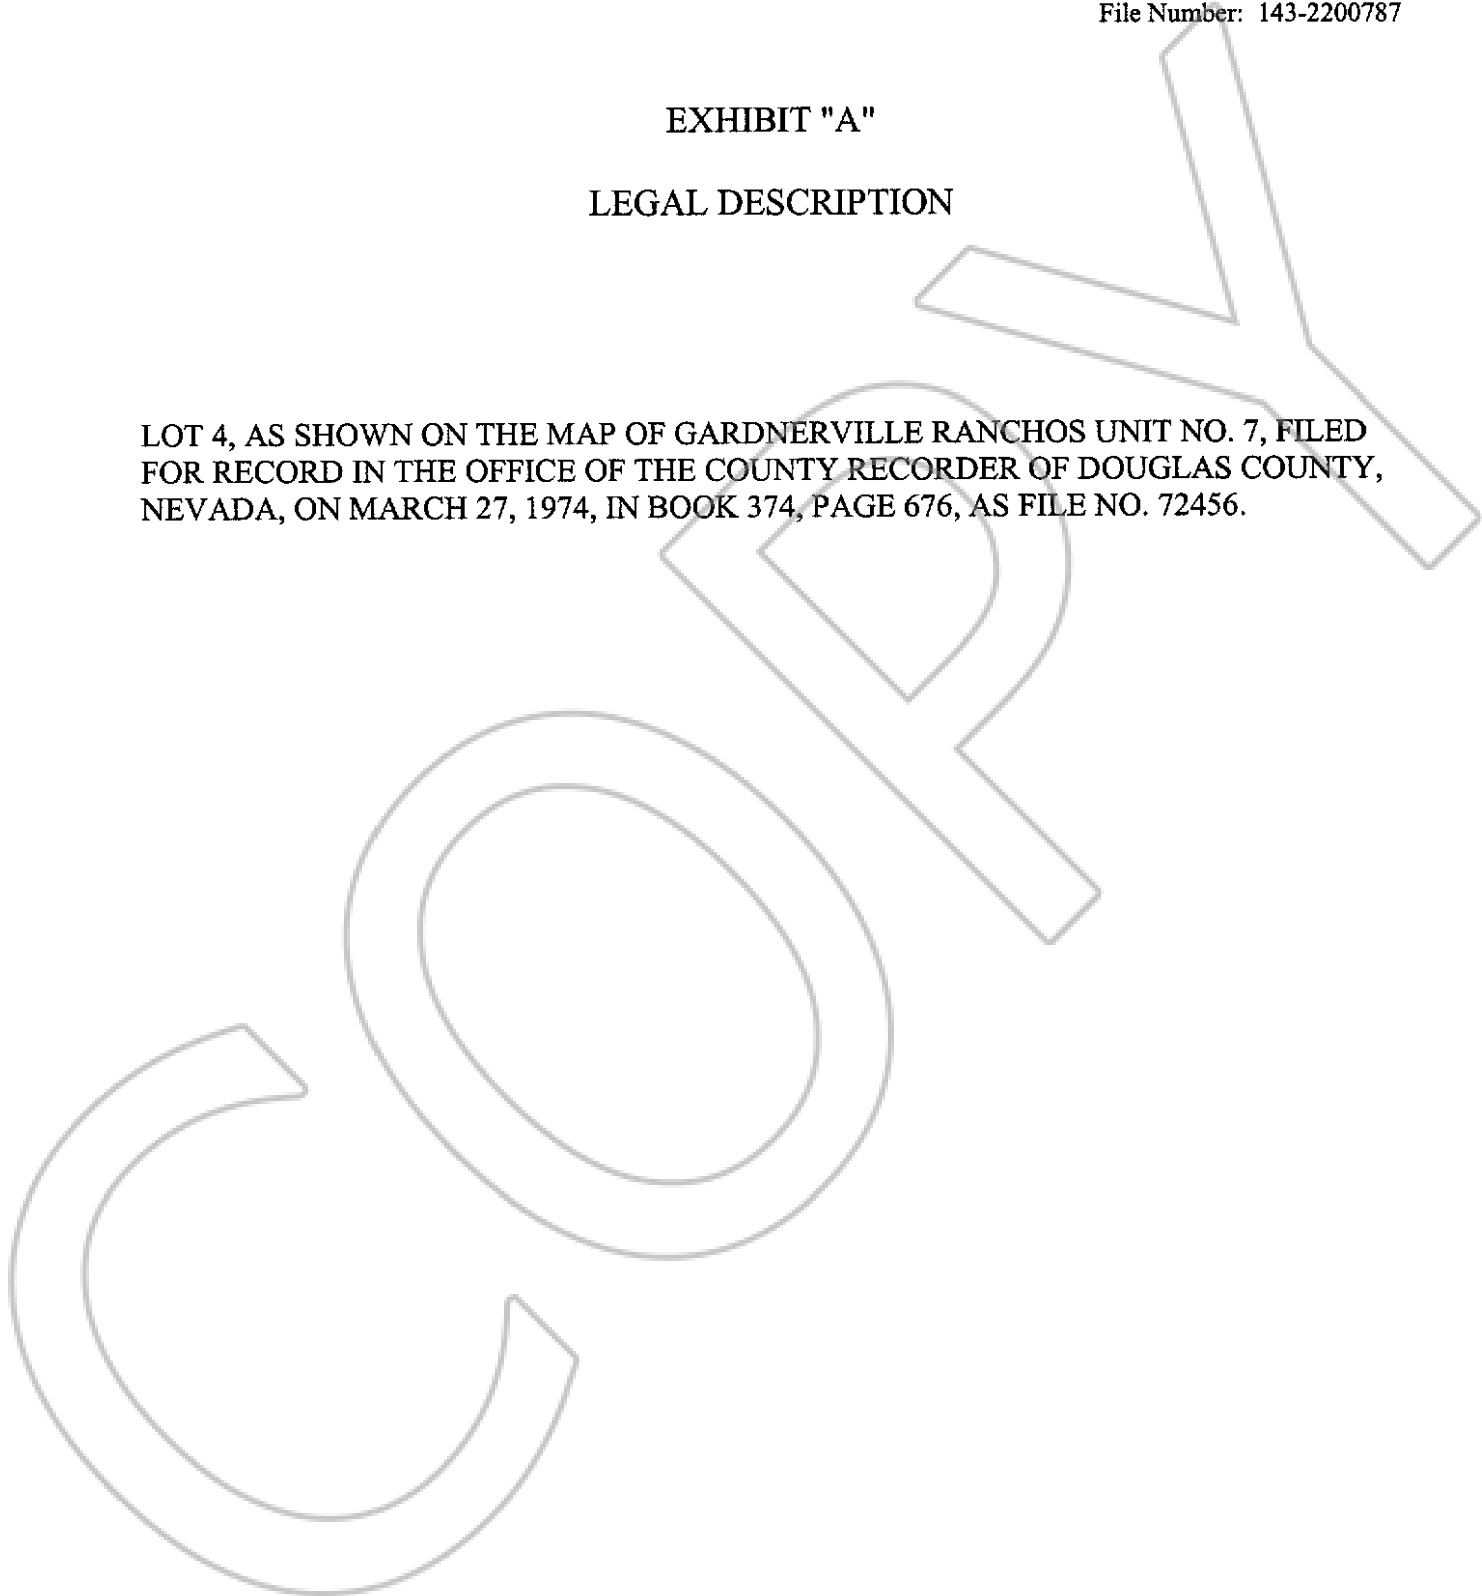 File Number: 143-2200787
EXHIBIT "A"
LEGAL DESCRIPTION
LOT 4, AS SHOWN ON THE MAP OF GARDNERVILLE RANCHOS UNIT NO. 7, FILED
FOR RECORD IN THE OFFICE OF THE COUNTY RECORDER OF DOUGLAS COUNTY,
NEVADA, ON MARCH 27, 1974, IN BOOK 374, PAGE 676, AS FILE NO. 72456.
COPY